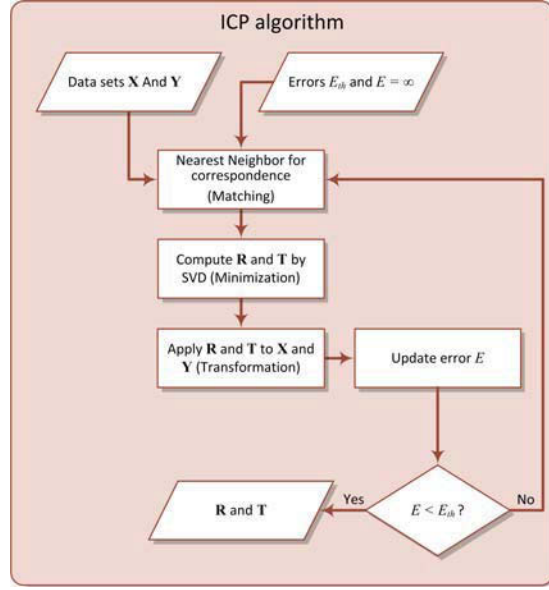 ICP algorithm
Data sets X And Y
Errors E_th and E = ∞
Nearest Neighbor for
correspondence
(Matching)
Compute R and T by
SVD (Minimization)
Apply R and T to X and
Y (Transformation)
Update error E
R and T
Yes
E < E_th ?
No